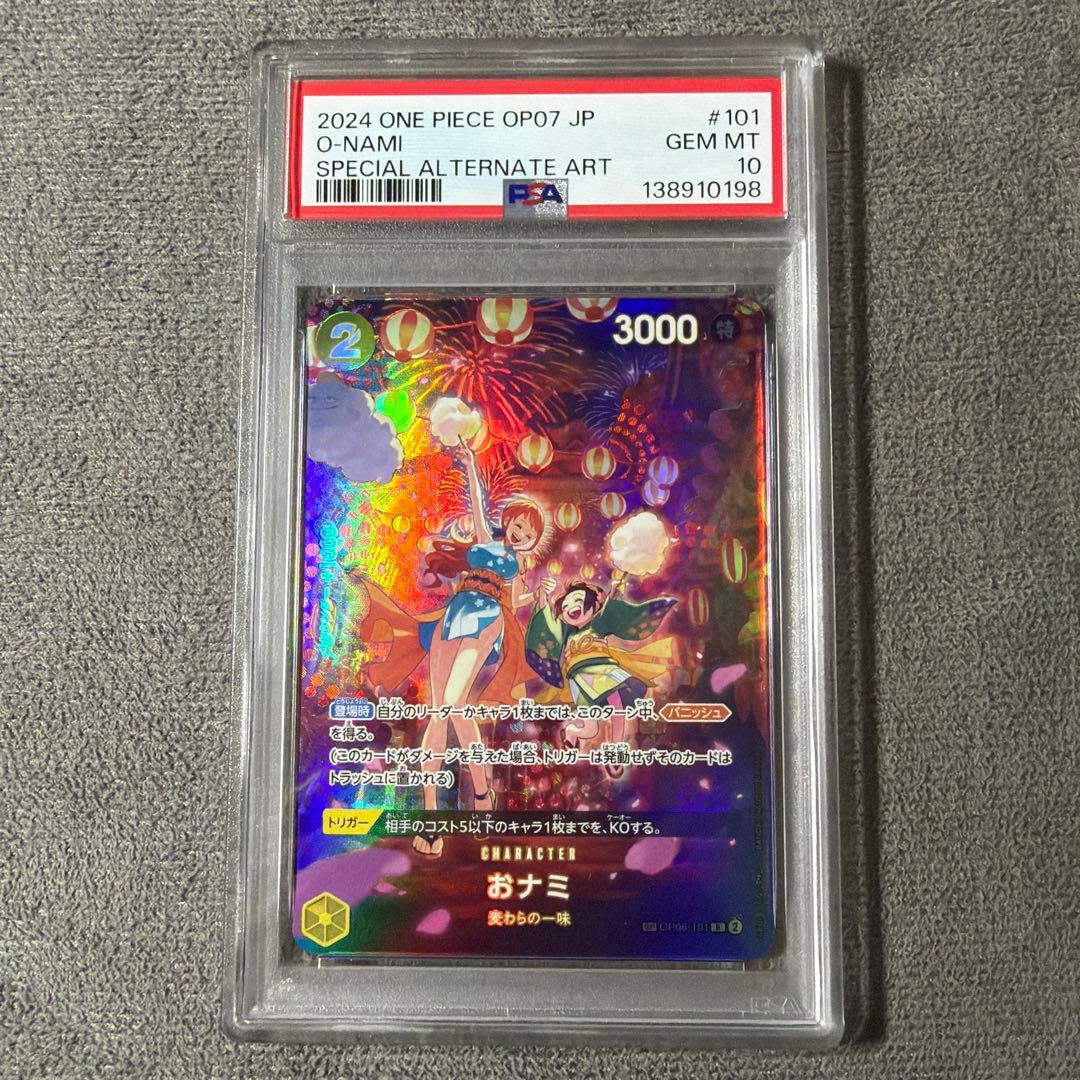 2024 ONE PIECE OP07 JP #101
O-NAMI GEM MT
SPECIAL ALTERNATE ART 10
PSA 138910198
2 3000 特
登場時 自分のリーダーかキャラ1枚までは、このターン中、バニッシュ
を得る。
(このカードがダメージを与えた場合、トリガーは発動せずそのカードは
トラッシュに置かれる)
トリガー 相手のコスト5以下のキャラ1枚までを、KOする。
CHARACTER
おナミ
麦わらの一味
SP OP06-101 R 2
PSA